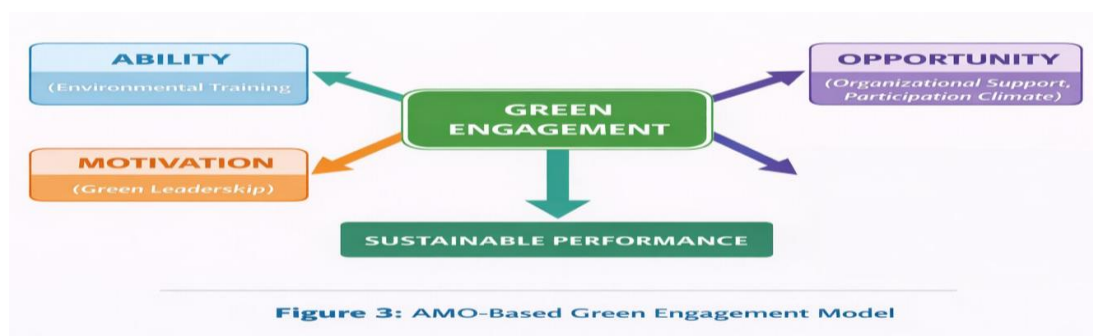 ABILITY
(Environmental Training
MOTIVATION
(Green Leadership)
GREEN
ENGAGEMENT
OPPORTUNITY
(Organizational Support,
Participation Climate)
SUSTAINABLE PERFORMANCE
Figure 3: AMO-Based Green Engagement Model